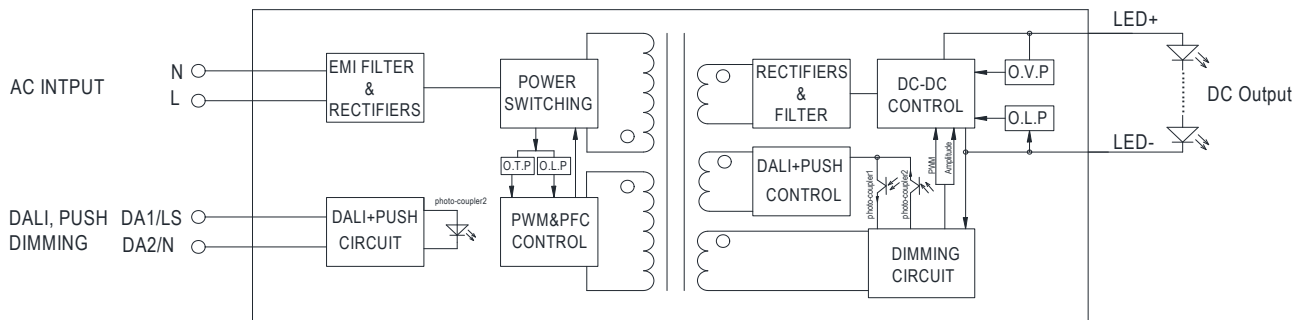 LED+
AC INTPUT
N
L
EMI FILTER
&
RECTIFIERS
POWER
SWITCHING
RECTIFIERS
&
FILTER
DC-DC
CONTROL
O.V.P
O.L.P
DC Output
LED-
O.T.P
O.L.P
PWM
Amplitude
DALI+PUSH
CONTROL
photo-coupler1
photo-coupler2
DALI, PUSH
DIMMING
DA1/LS
DA2/N
DALI+PUSH
CIRCUIT
photo-coupler2
PWM&PFC
CONTROL
DIMMING
CIRCUIT